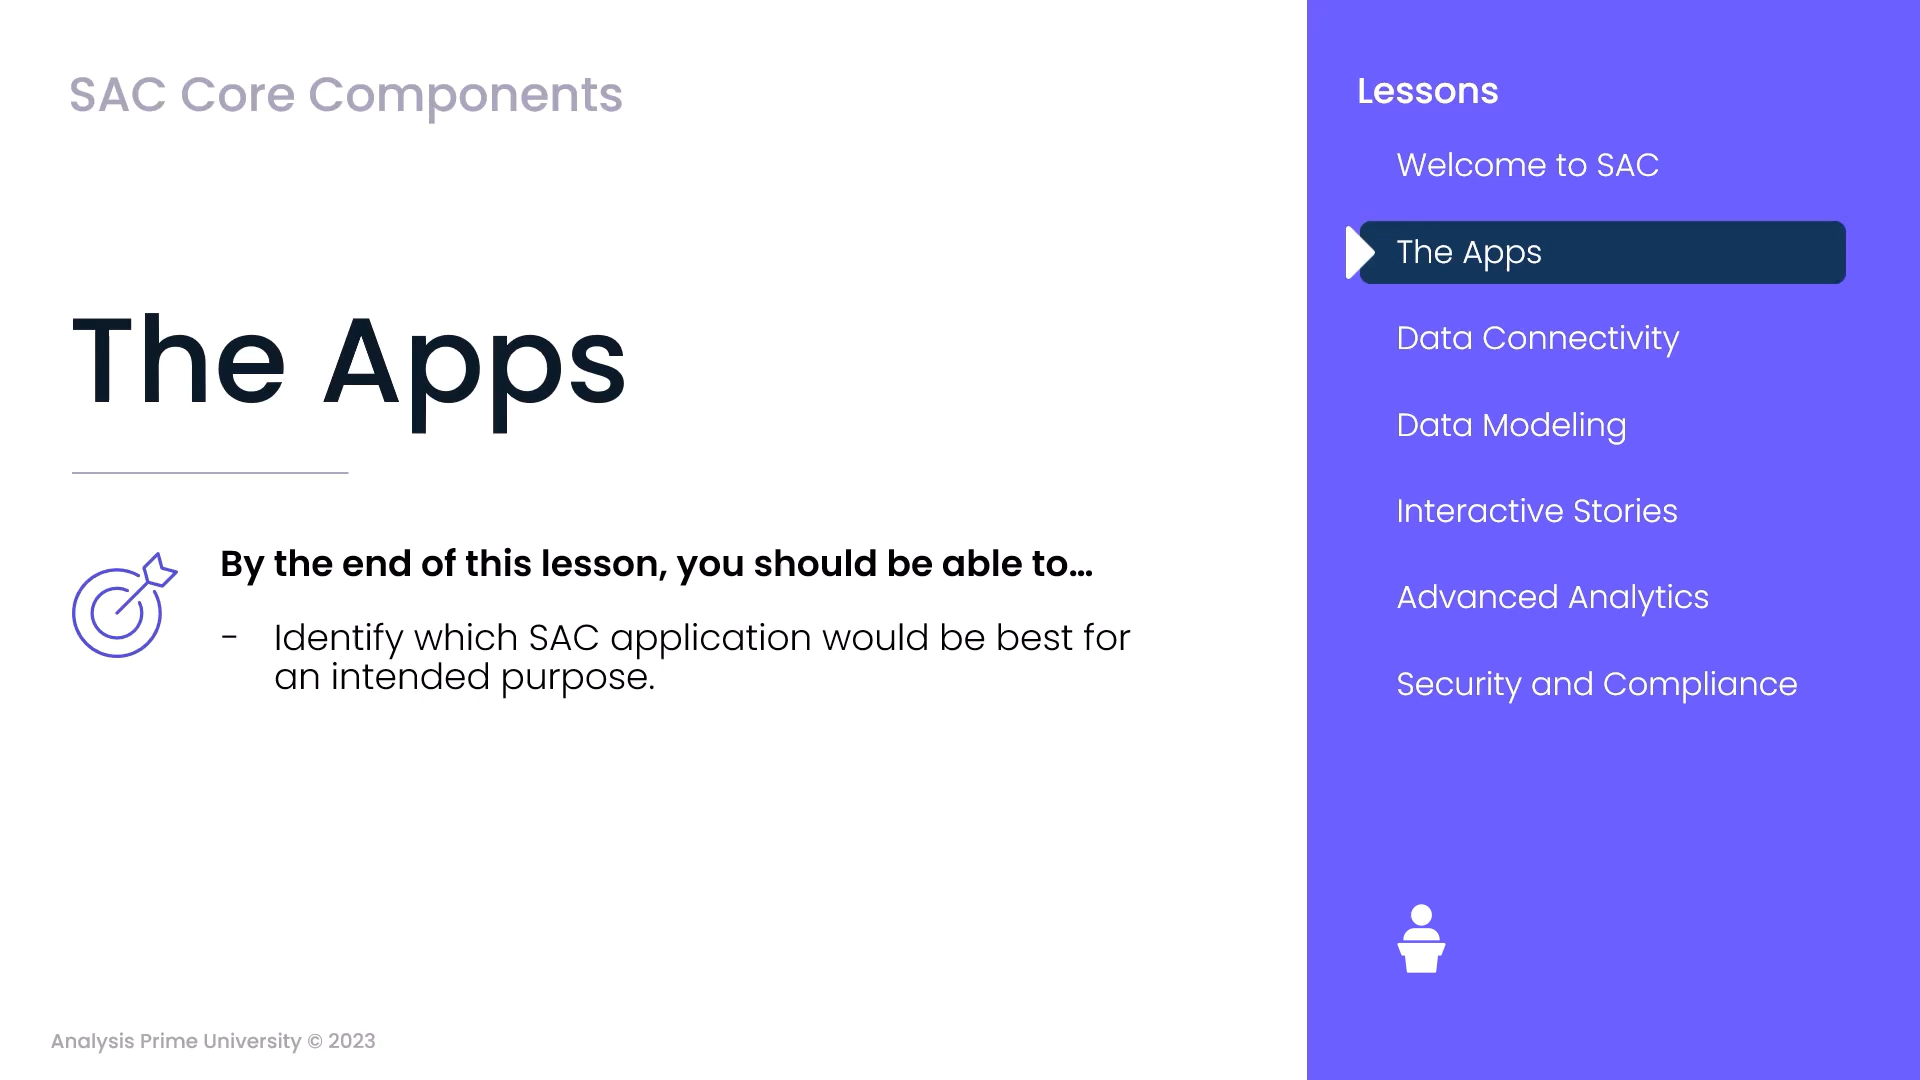 SAC Core Components
The Apps
By the end of this lesson, you should be able to...
- Identify which SAC application would be best for
an intended purpose.
Analysis Prime University © 2023
Lessons
Welcome to SAC
The Apps
Data Connectivity
Data Modeling
Interactive Stories
Advanced Analytics
Security and Compliance